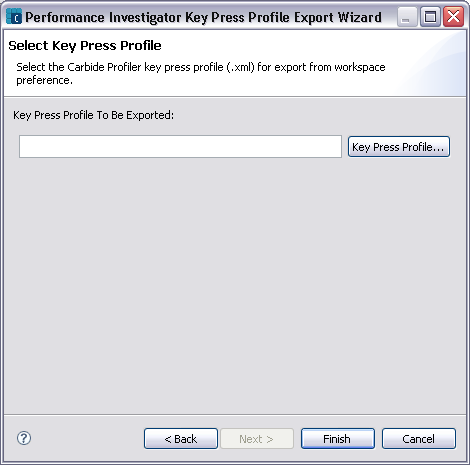 Performance Investigator Key Press Profile Export Wizard
Select Key Press Profile
Select the Carbide Profiler key press profile (.xml) for export from workspace
preference.
Key Press Profile To Be Exported:
Key Press Profile...
?
< Back
Next >
Finish
Cancel